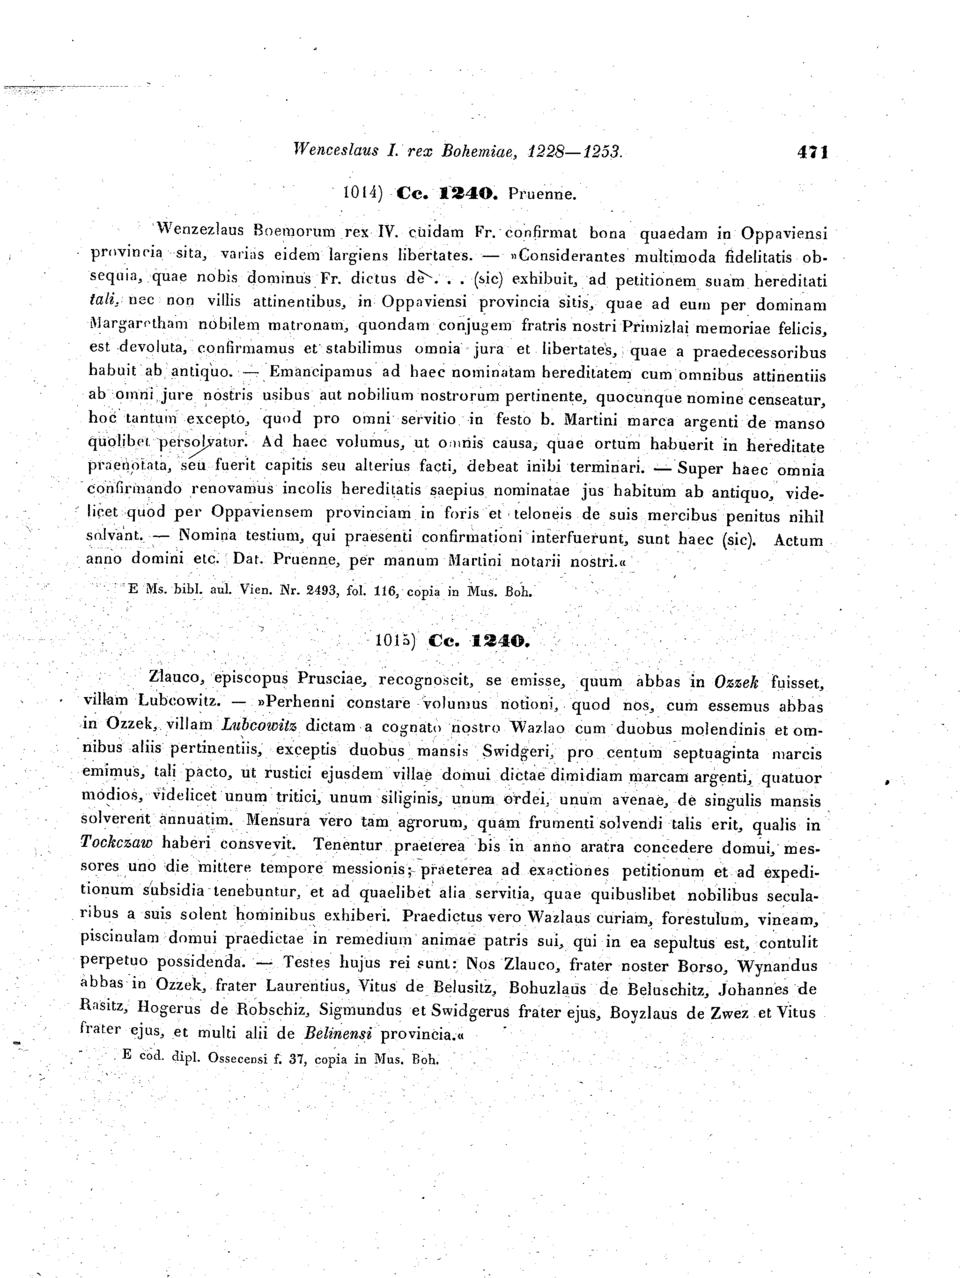 Wenceslaus I. rex Bohemiae, 1228—1253. 471
1014) Cc. 1240. Pruenne.
Wenzezlaus Boemorum rex IV. cuidam Fr. confirmat bona quaedam in Oppaviensi
provincia sita, varias eidem largiens libertates. — »Considerantes multimoda fidelitatis ob-
sequia, quae nobis dominus Fr. dictus de . . . (sic) exhibuit, ad petitionem suam hereditati
tali, nec non villis attinentibus, in Oppaviensi provincia sitis, quae ad eum per dominam
Margaretham nobilem matronam, quondam conjugem fratris nostri Primizlai memoriae felicis,
est devoluta, confirmamus et stabilimus omnia jura et libertates, quae a praedecessoribus
habuit ab antiquo. — Emancipamus ad haec nominatam hereditatem cum omnibus attinentiis
ab omni jure nostris usibus aut nobilium nostrorum pertinente, quocunque nomine censeatur,
hoc tantum excepto, quod pro omni servitio in festo b. Martini marca argenti de manso
quolibet persolvatur. Ad haec volumus, ut omnis causa, quae ortum habuerit in hereditate
praenotata, seu fuerit capitis seu alterius facti, debeat inibi terminari. — Super haec omnia
confirmando renovamus incolis hereditatis saepius nominatae jus habitum ab antiquo, vide-
licet quod per Oppaviensem provinciam in foris et teloneis de suis mercibus penitus nihil
solvant. — Nomina testium, qui praesenti confirmationi interfuerunt, sunt haec (sic). Actum
anno domini etc. Dat. Pruenne, per manum Martini notarii nostri.«
E Ms. bibl. aul. Vien. Nr. 2493, fol. 116, copia in Mus. Boh.
1015) Cc. 1240.
Zlauco, episcopus Prusciae, recognoscit, se emisse, quum abbas in Ozzek fuisset,
villam Lubcowitz. — »Perhenni constare volumus notioni, quod nos, cum essemus abbas
in Ozzek, villam Lubcowitz dictam a cognato nostro Wazlao cum duobus molendinis et om-
nibus aliis pertinentiis, exceptis duobus mansis Swidgeri, pro centum septuaginta marcis
emimus, tali pacto, ut rustici ejusdem villae domui dictae dimidiam marcam argenti, quatuor
modios, videlicet unum tritici, unum siliginis, unum ordei, unum avenae, de singulis mansis
solverent annuatim. Mensura vero tam agrorum, quam frumenti solvendi talis erit, qualis in
Tockczaw haberi consvevit. Tenentur praeterea bis in anno aratra concedere domui, mes-
sores uno die mittere tempore messionis; praeterea ad exactiones petitionum et ad expedi-
tionum subsidia tenebuntur, et ad quaelibet alia servitia, quae quibuslibet nobilibus secula-
ribus a suis solent hominibus exhiberi. Praedictus vero Wazlaus curiam, forestulum, vineam,
piscinulam domui praedictae in remedium animae patris sui, qui in ea sepultus est, contulit
perpetuo possidenda. — Testes hujus rei sunt: Nos Zlauco, frater noster Borso, Wynandus
abbas in Ozzek, frater Laurentius, Vitus de Belusitz, Bohuzlaus de Beluschitz, Johannes de
Rasitz, Hogerus de Robschiz, Sigmundus et Swidgerus frater ejus, Boyzlaus de Zwez et Vitus
frater ejus, et multi alii de Belinensi provincia.«
E cod. dipl. Ossecensi f. 37, copia in Mus. Boh.